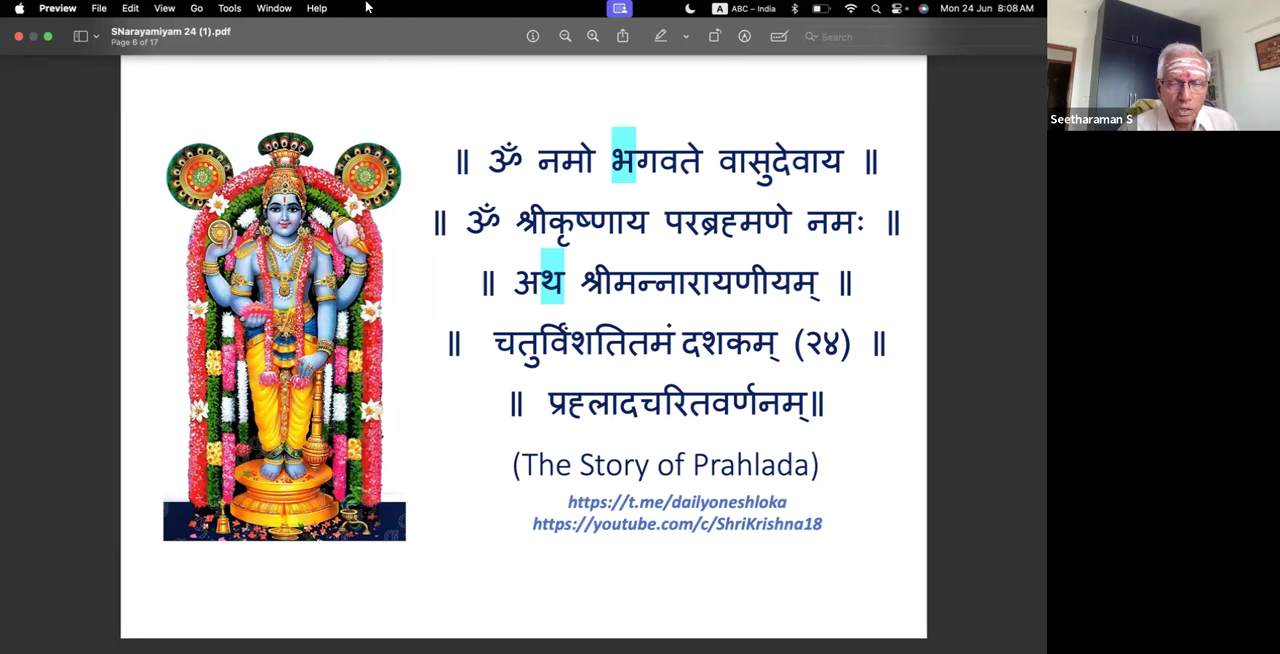 Preview File Edit View Go Tools Window Help A ABC – India Mon 24 Jun 8:08 AM
SNarayamiyam 24 (1).pdf
Page 6 of 17
Search
Seetharaman S
॥ ॐ नमो भगवते वासुदेवाय ॥
॥ ॐ श्रीकृष्णाय परब्रह्मणे नमः ॥
॥ अथ श्रीमन्नारायणीयम् ॥
॥ चतुर्विंशतितमं दशकम् (२४) ॥
॥ प्रह्लादचरितवर्णनम्॥
(The Story of Prahlada)
https://t.me/dailyoneshloka
https://youtube.com/c/ShriKrishna18